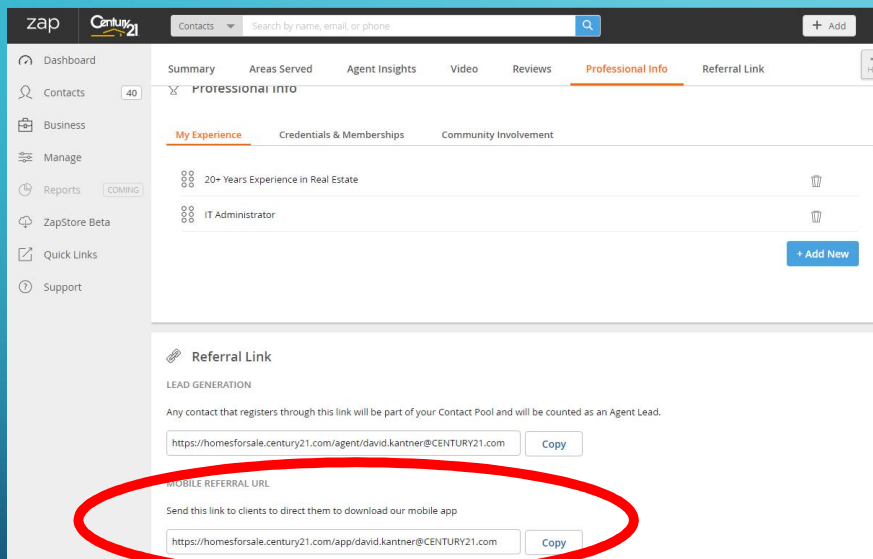 zap Century 21 Contacts Search by name, email, or phone + Add
Dashboard
Contacts 40
Business
Manage
Reports COMING
ZapStore Beta
Quick Links
Support
Summary Areas Served Agent Insights Video Reviews Professional Info Referral Link
Professional Info
My Experience Credentials & Memberships Community Involvement
20+ Years Experience in Real Estate
IT Administrator
+ Add New
Referral Link
LEAD GENERATION
Any contact that registers through this link will be part of your Contact Pool and will be counted as an Agent Lead.
https://homesforsale.century21.com/agent/david.kantner@CENTURY21.com Copy
MOBILE REFERRAL URL
Send this link to clients to direct them to download our mobile app
https://homesforsale.century21.com/app/david.kantner@CENTURY21.com Copy